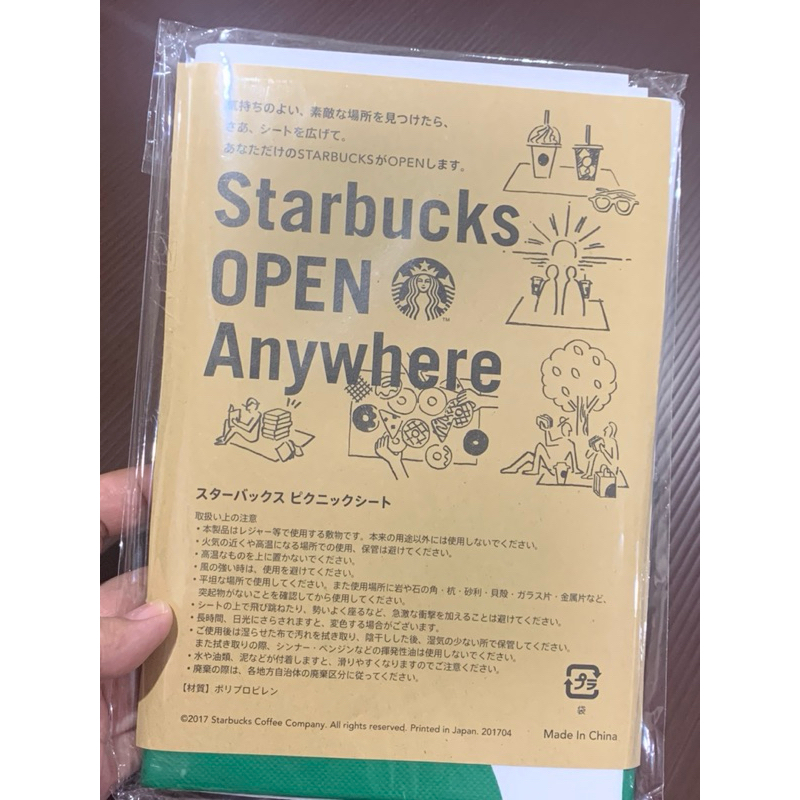 気持ちのよい、素敵な場所を見つけたら、
さあ、シートを広げて。
あなただけのSTARBUCKSがOPENします。
Starbucks
OPEN
Anywhere
TM
スターバックス ピクニックシート
取扱い上の注意
・本製品はレジャー等で使用する敷物です。本来の用途以外には使用しないでください。
・火気の近くや高温になる場所での使用、保管は避けてください。
・高温なものを上に置かないでください。
・風の強い時は、使用を避けてください。
・平坦な場所で使用してください。また使用場所に岩や石の角・杭・砂利・貝殻・ガラス片・金属片など、
突起物がないことを確認してから使用してください。
・シートの上で飛び跳ねたり、勢いよく座るなど、急激な衝撃を加えることは避けてください。
・長時間、日光にさらされますと、変色する場合がございます。
・ご使用後は湿らせた布で汚れを拭き取り、陰干しした後、湿気の少ない所で保管してください。
また拭き取りの際、シンナー・ベンジンなどの揮発性油は使用しないでください。
・水や油類、泥などが付着しますと、滑りやすくなりますのでご注意ください。
・廃棄の際は、各地方自治体の廃棄区分に従ってください。
【材質】ポリプロピレン
プラ
袋
©2017 Starbucks Coffee Company. All rights reserved. Printed in Japan. 201704
Made In China